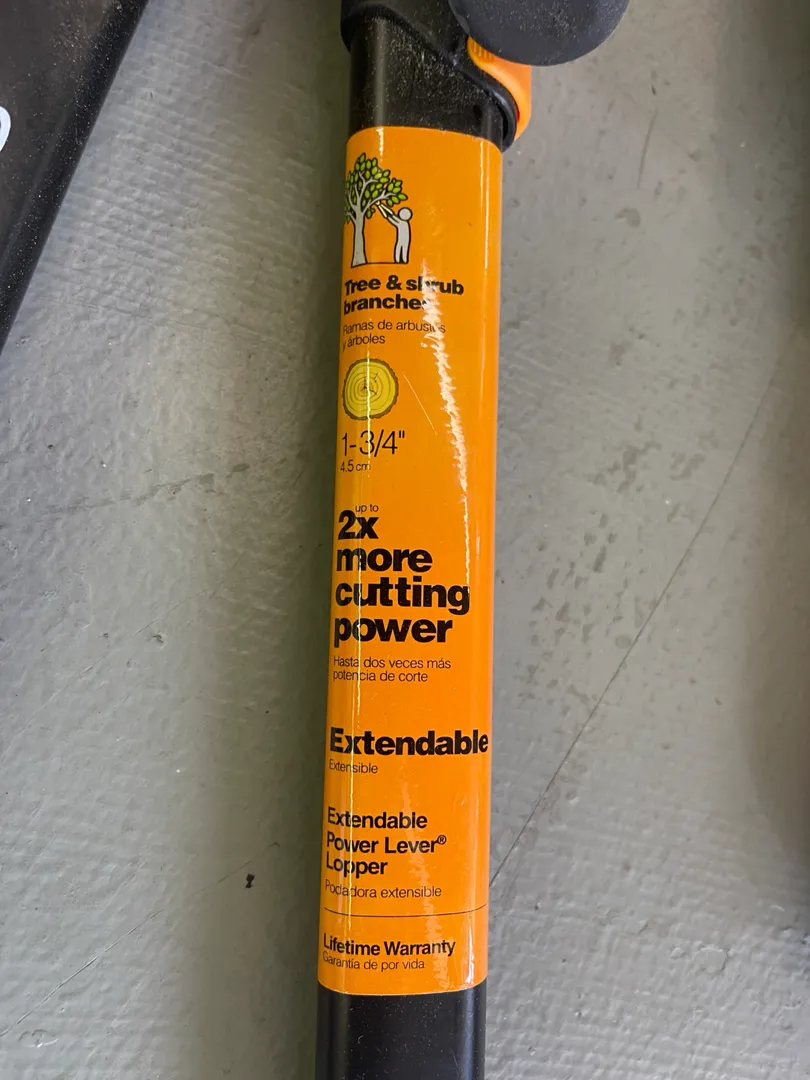 Tree & shrub
branches
Ramas de arbustos
y árboles
1-3/4"
4.5 cm
up to
2x
more
cutting
power
Hasta dos veces más
potencia de corte
Extendable
Extensible
Extendable
Power Lever®
Lopper
Podadora extensible
Lifetime Warranty
Garantía de por vida